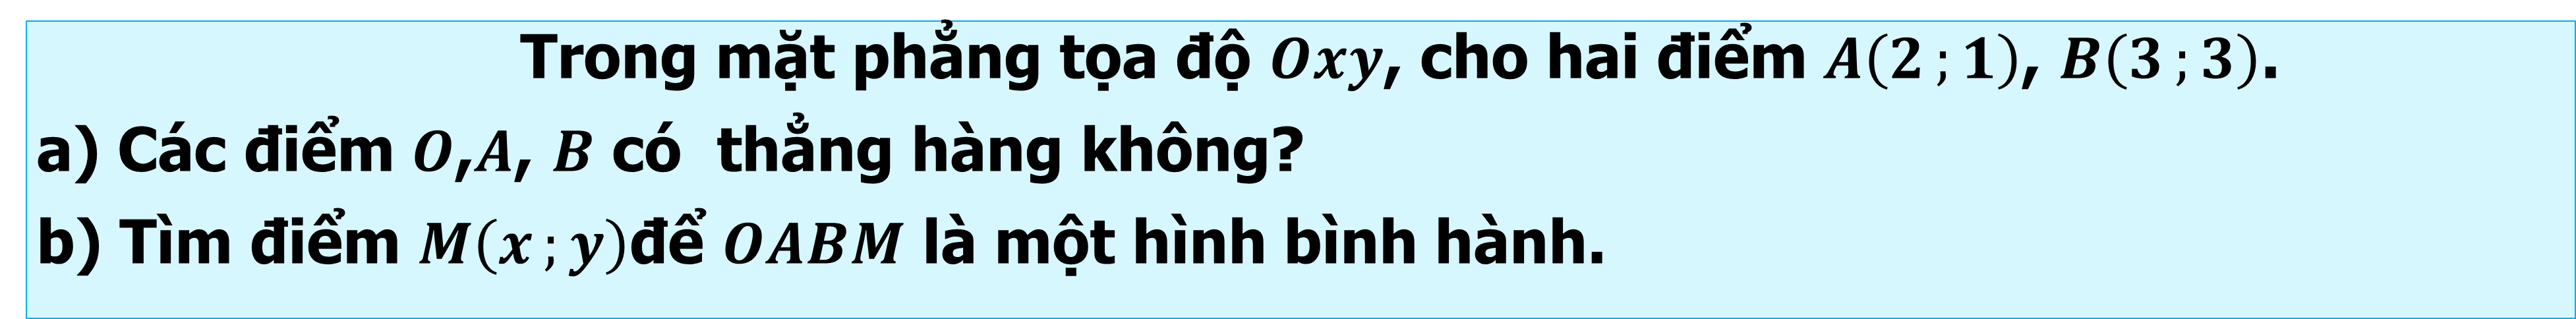 Trong mặt phẳng tọa độ Oxy, cho hai điểm A(2 ; 1), B(3 ; 3).
a) Các điểm O,A, B có thẳng hàng không?
b) Tìm điểm M(x ; y)để OABM là một hình bình hành.